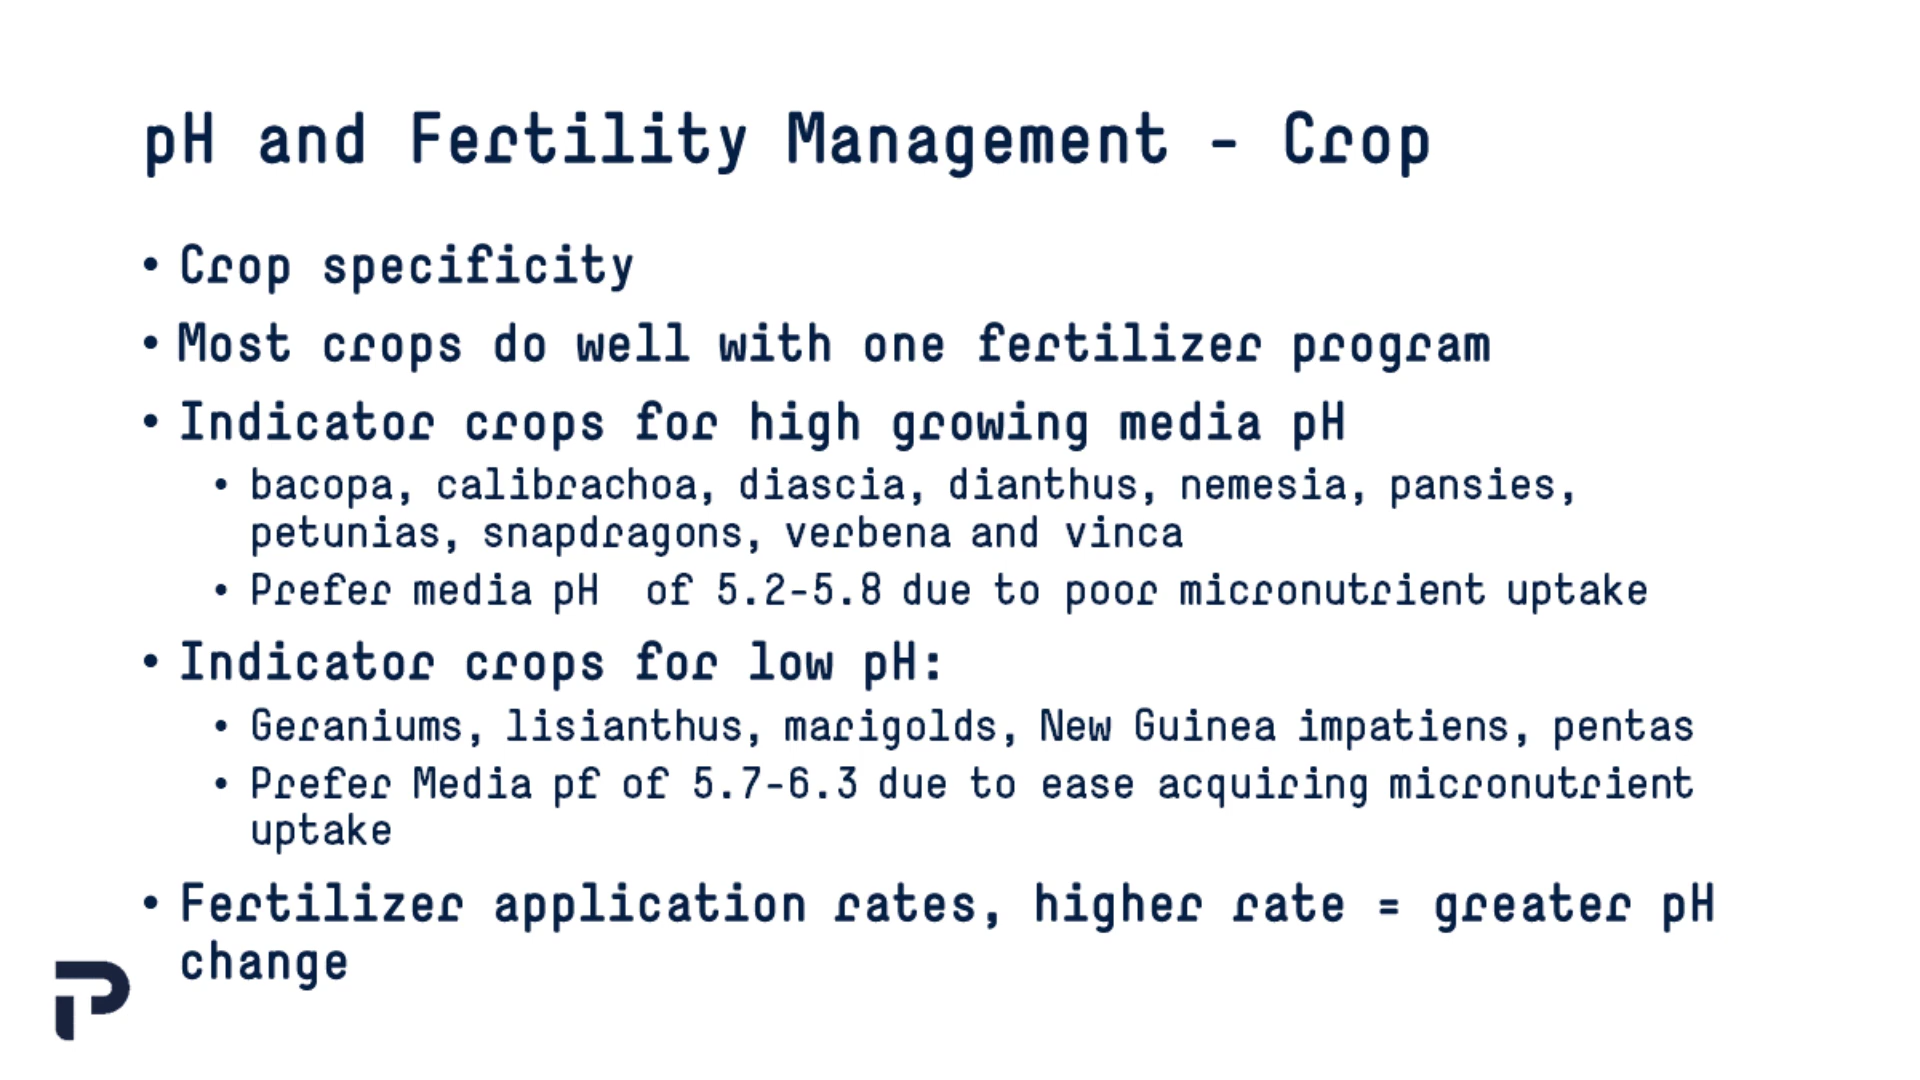 pH and Fertility Management - Crop
• Crop specificity
• Most crops do well with one fertilizer program
• Indicator crops for high growing media pH
• bacopa, calibrachoa, diascia, dianthus, nemesia, pansies,
petunias, snapdragons, verbena and vinca
• Prefer media pH  of 5.2-5.8 due to poor micronutrient uptake
• Indicator crops for low pH:
• Geraniums, lisianthus, marigolds, New Guinea impatiens, pentas
• Prefer Media pf of 5.7-6.3 due to ease acquiring micronutrient
uptake
• Fertilizer application rates, higher rate = greater pH
change
P